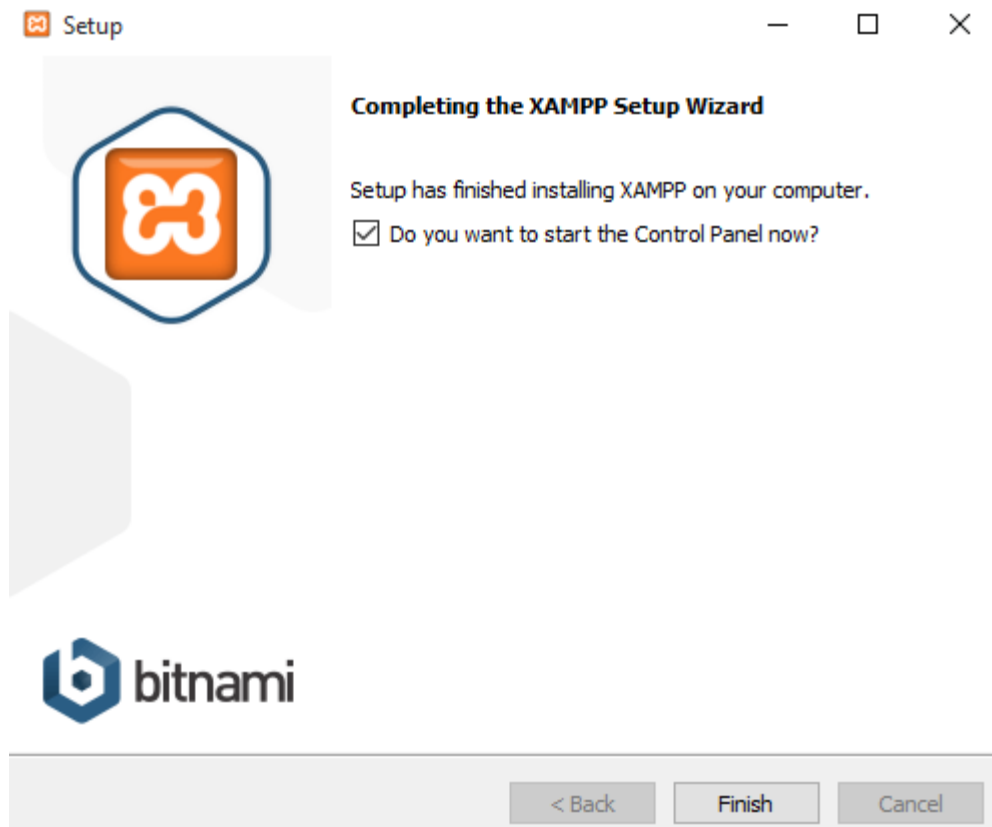 Setup
Completing the XAMPP Setup Wizard
Setup has finished installing XAMPP on your computer.
Do you want to start the Control Panel now?
bitnami
< Back
Finish
Cancel